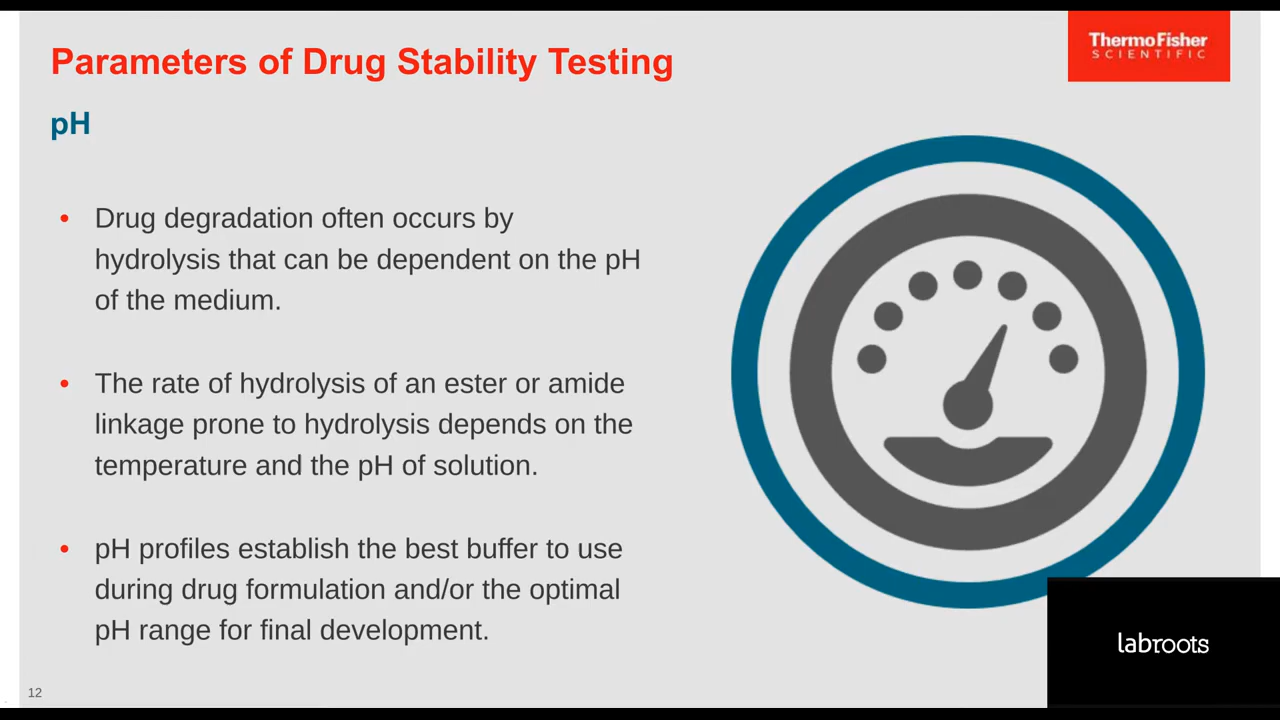 Parameters of Drug Stability Testing
ThermoFisher
SCIENTIFIC
pH
• Drug degradation often occurs by
hydrolysis that can be dependent on the pH
of the medium.
• The rate of hydrolysis of an ester or amide
linkage prone to hydrolysis depends on the
temperature and the pH of solution.
• pH profiles establish the best buffer to use
during drug formulation and/or the optimal
pH range for final development.
labroots
12